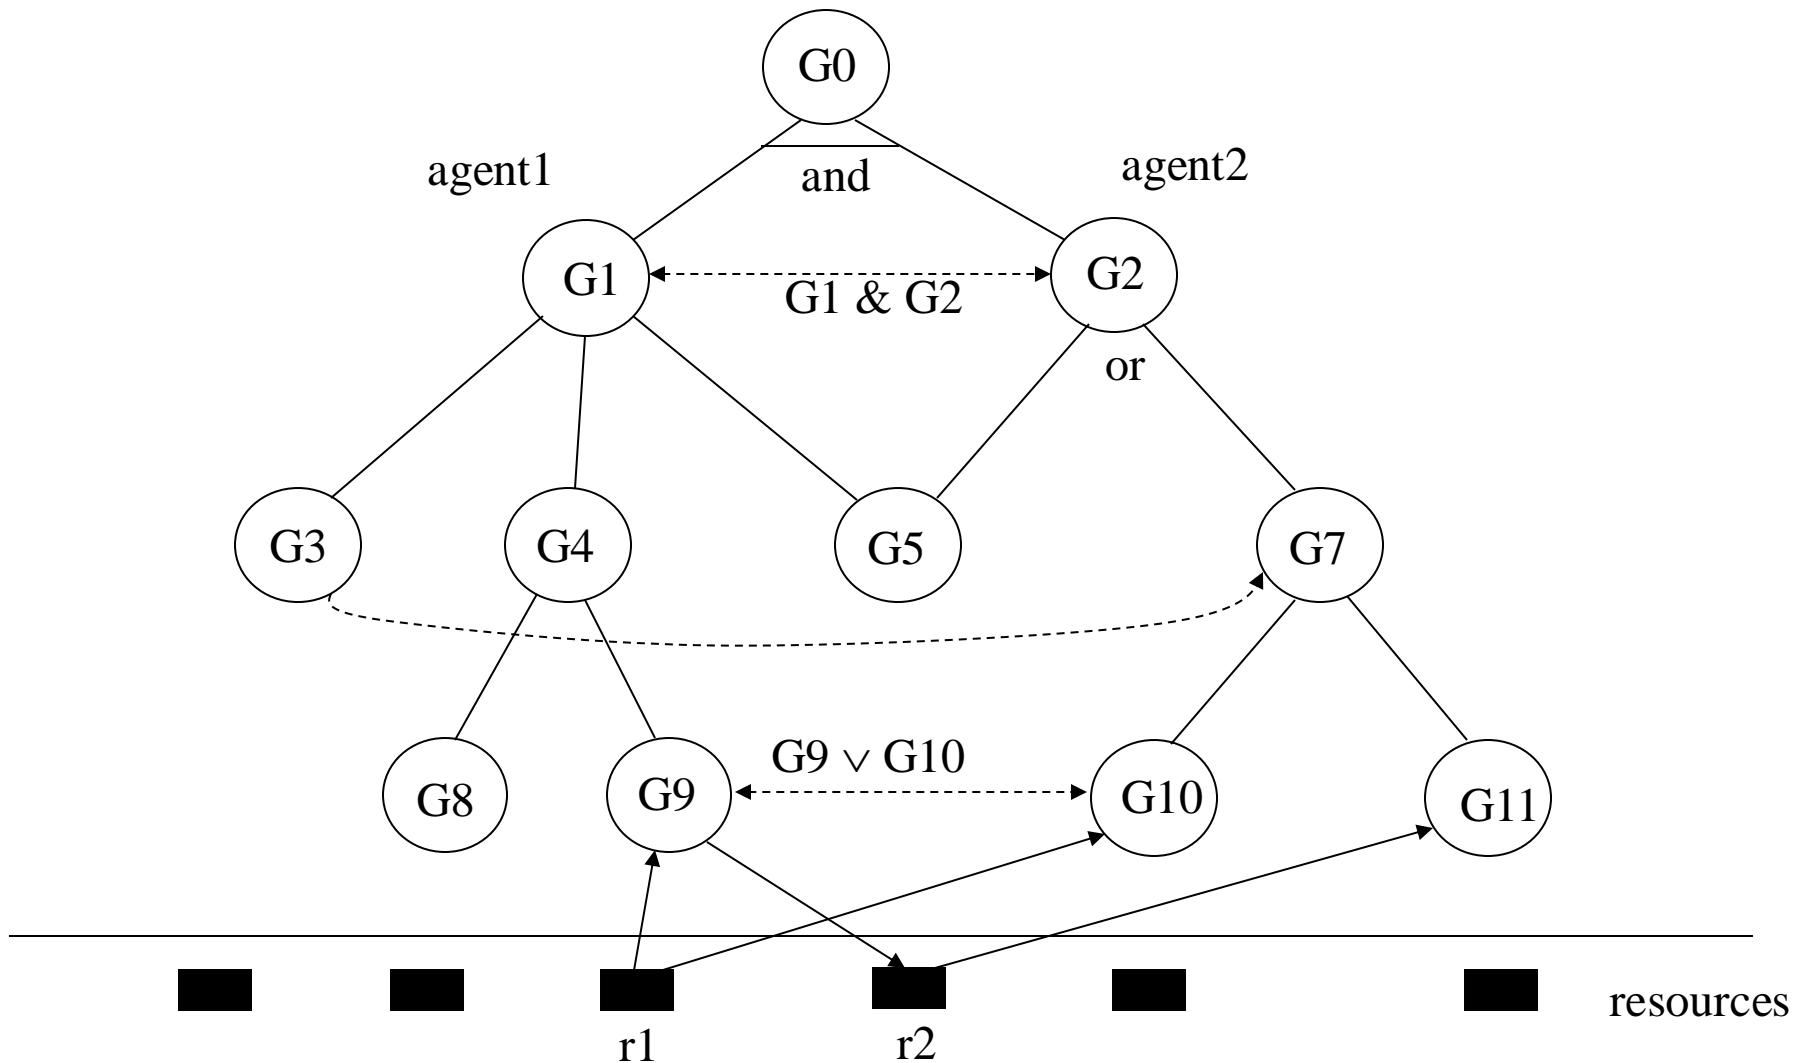 G0
agent1
and
agent2
G1
G1 & G2
G2
or
G3
G4
G5
G7
G9 ∨ G10
G8
G9
G10
G11
resources
r1
r2